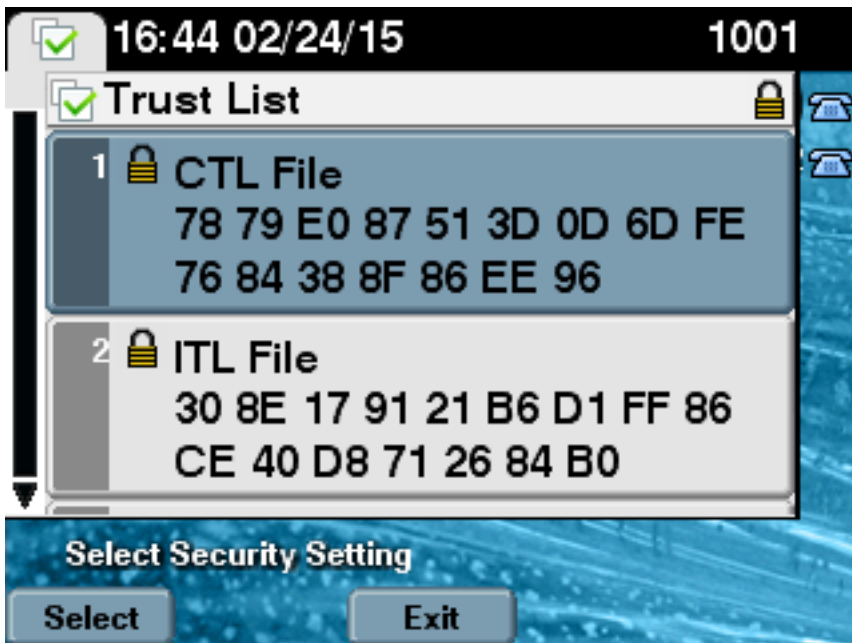 16:44 02/24/15 1001
Trust List
1 CTL File
78 79 E0 87 51 3D 0D 6D FE
76 84 38 8F 86 EE 96
2 ITL File
30 8E 17 91 21 B6 D1 FF 86
CE 40 D8 71 26 84 B0
Select Security Setting
Select Exit